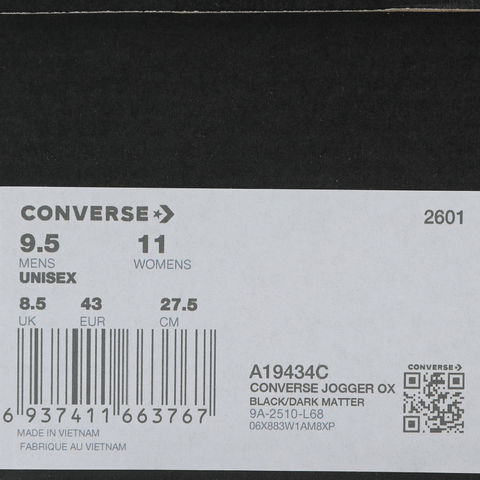 CONVERSE
2601
9.5 11
MENS WOMENS
UNISEX
8.5 43 27.5
UK EUR CM
6 937411 663767
MADE IN VIETNAM
FABRIQUE AU VIETNAM
A19434C
CONVERSE JOGGER OX
BLACK/DARK MATTER
9A-2510-L68
06X883W1AM8XP
CONVERSE